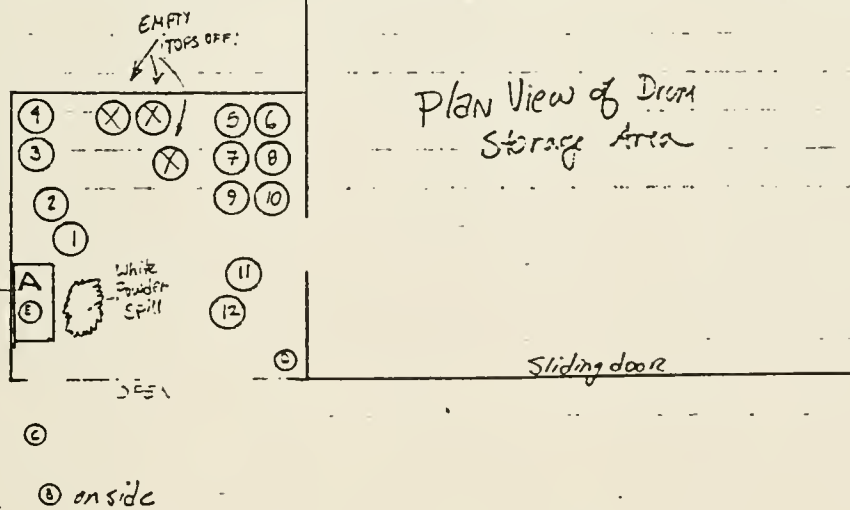 EMPTY
TOPS OFF!
Plan View of Drum
Storage Area
4 X X 5 6
3 X 7 8
2 9 10
1
A
E
White
Powder
Spill
11
12
D
Sliding door
OPEN
C
B on side